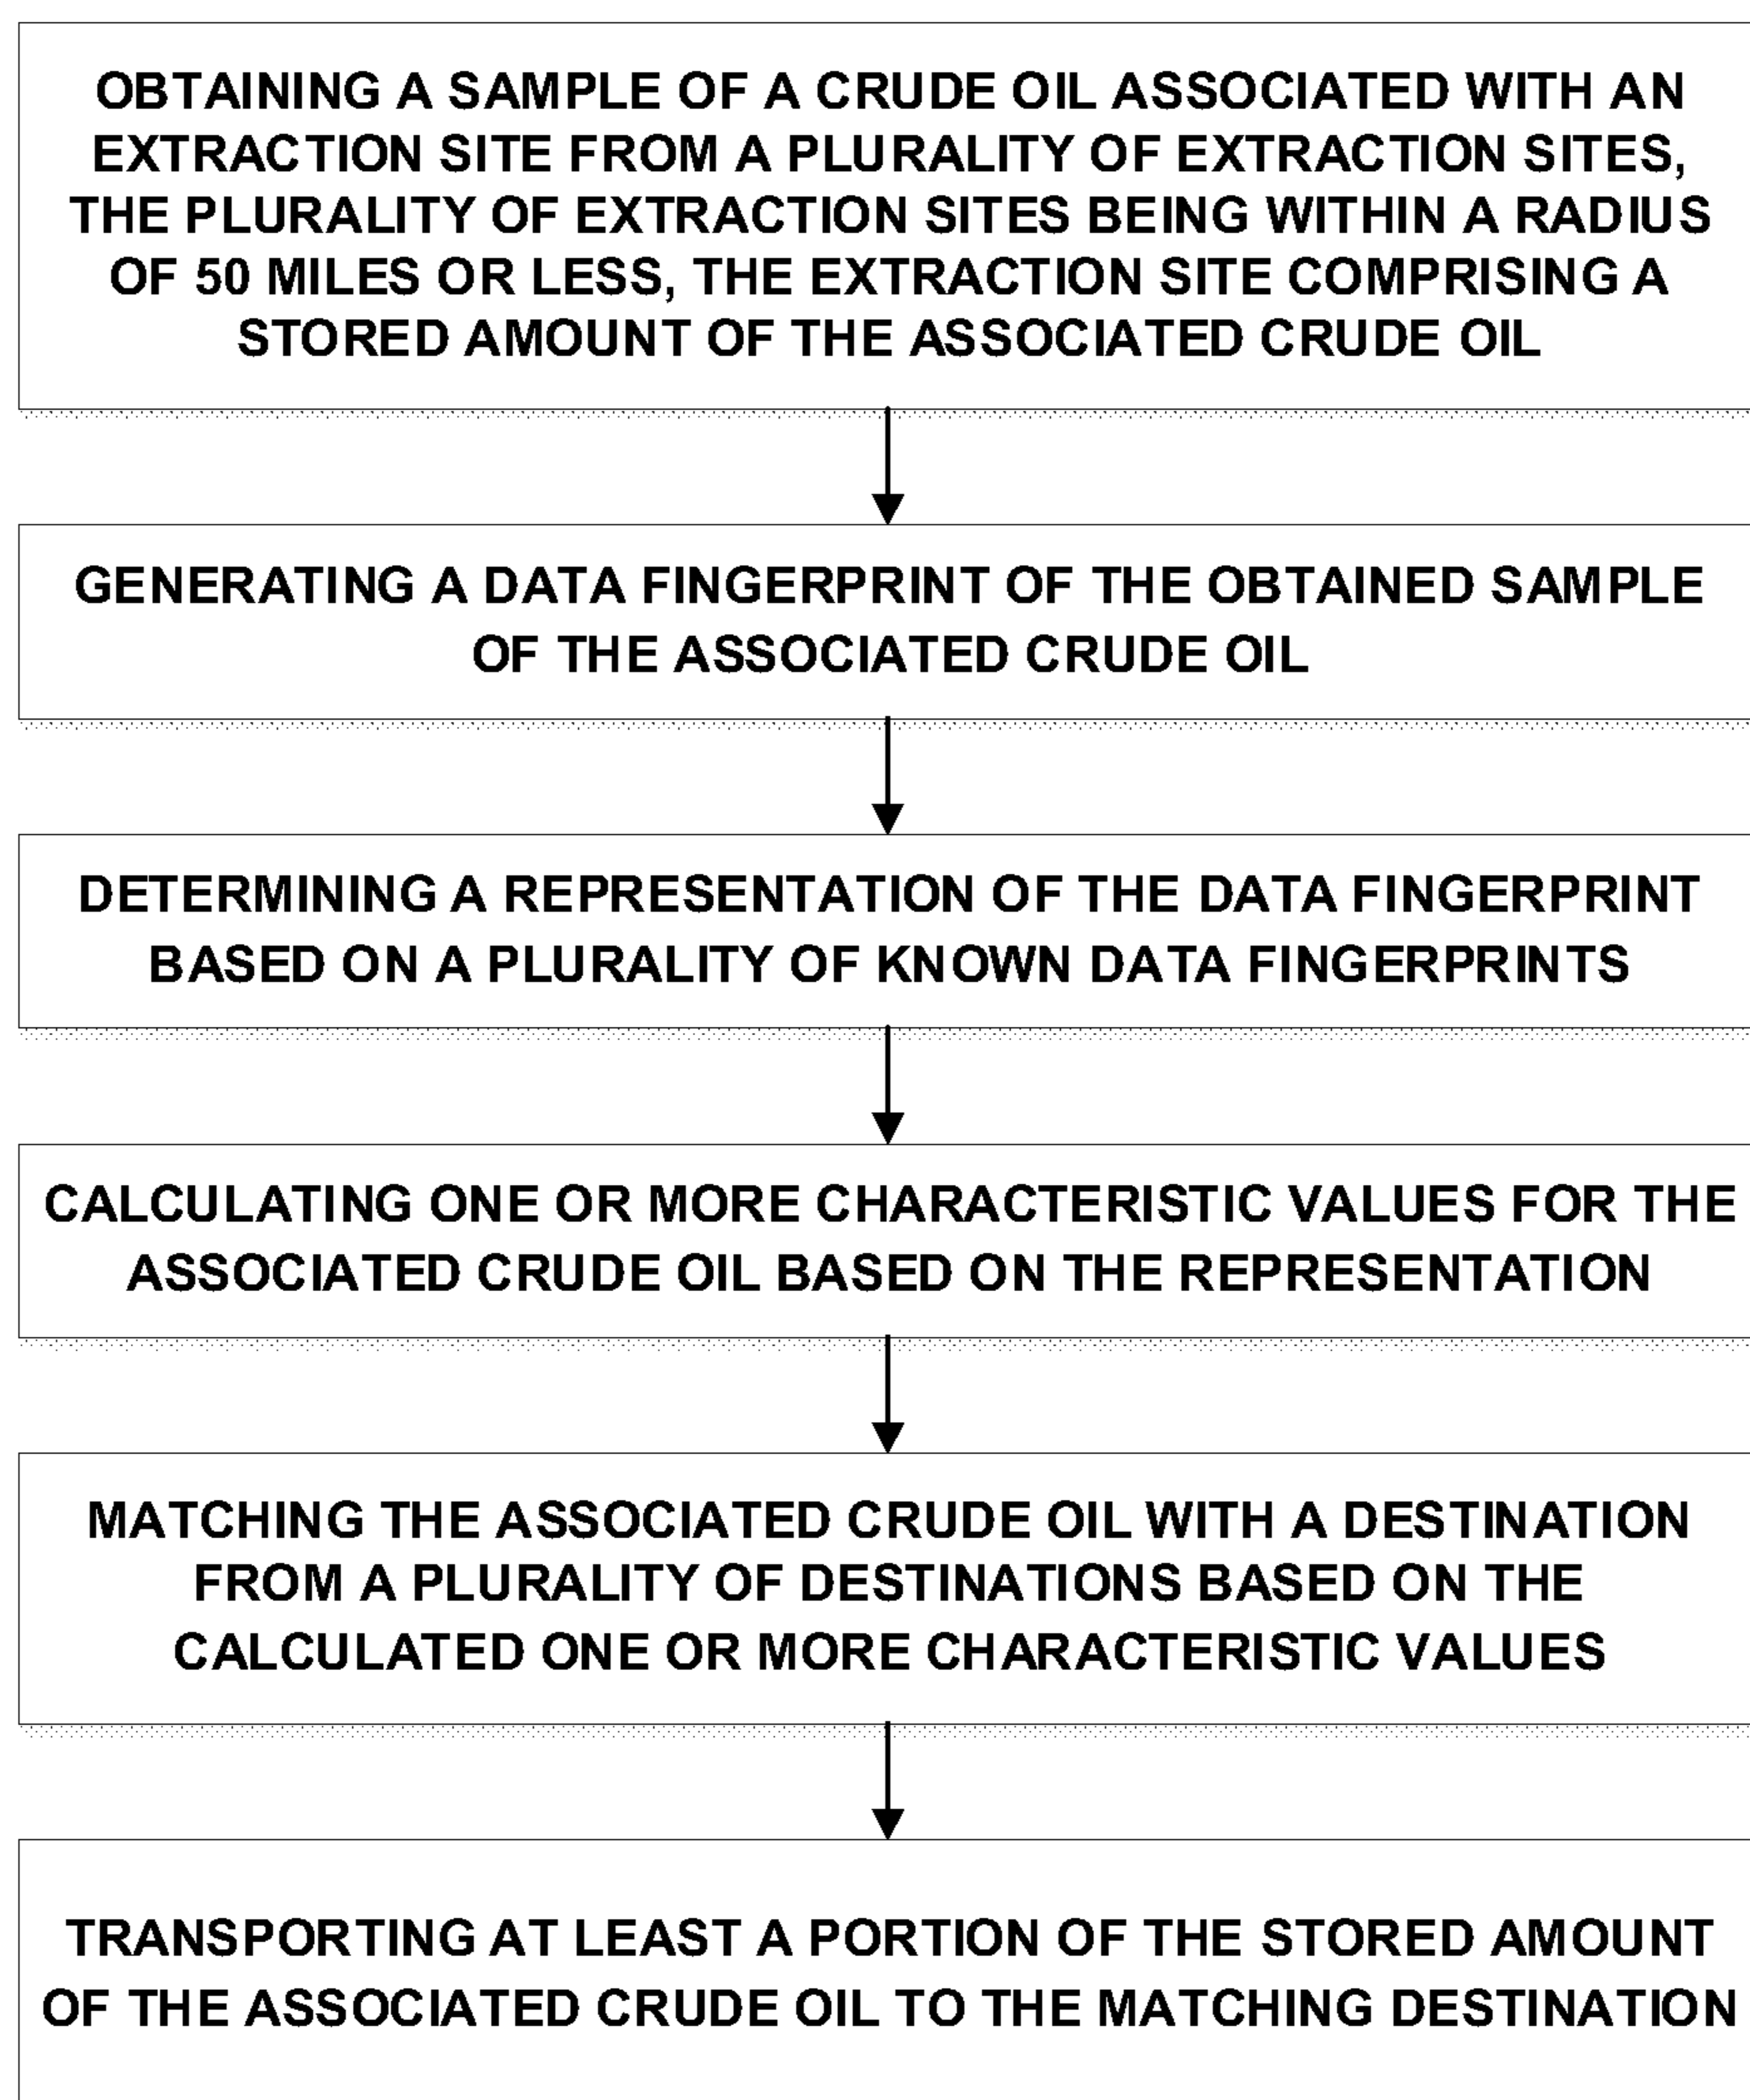 OBTAINING A SAMPLE OF A CRUDE OIL ASSOCIATED WITH AN
EXTRACTION SITE FROM A PLURALITY OF EXTRACTION SITES,
THE PLURALITY OF EXTRACTION SITES BEING WITHIN A RADIUS
OF 50 MILES OR LESS, THE EXTRACTION SITE COMPRISING A
STORED AMOUNT OF THE ASSOCIATED CRUDE OIL
GENERATING A DATA FINGERPRINT OF THE OBTAINED SAMPLE
OF THE ASSOCIATED CRUDE OIL
DETERMINING A REPRESENTATION OF THE DATA FINGERPRINT
BASED ON A PLURALITY OF KNOWN DATA FINGERPRINTS
CALCULATING ONE OR MORE CHARACTERISTIC VALUES FOR THE
ASSOCIATED CRUDE OIL BASED ON THE REPRESENTATION
MATCHING THE ASSOCIATED CRUDE OIL WITH A DESTINATION
FROM A PLURALITY OF DESTINATIONS BASED ON THE
CALCULATED ONE OR MORE CHARACTERISTIC VALUES
TRANSPORTING AT LEAST A PORTION OF THE STORED AMOUNT
OF THE ASSOCIATED CRUDE OIL TO THE MATCHING DESTINATION